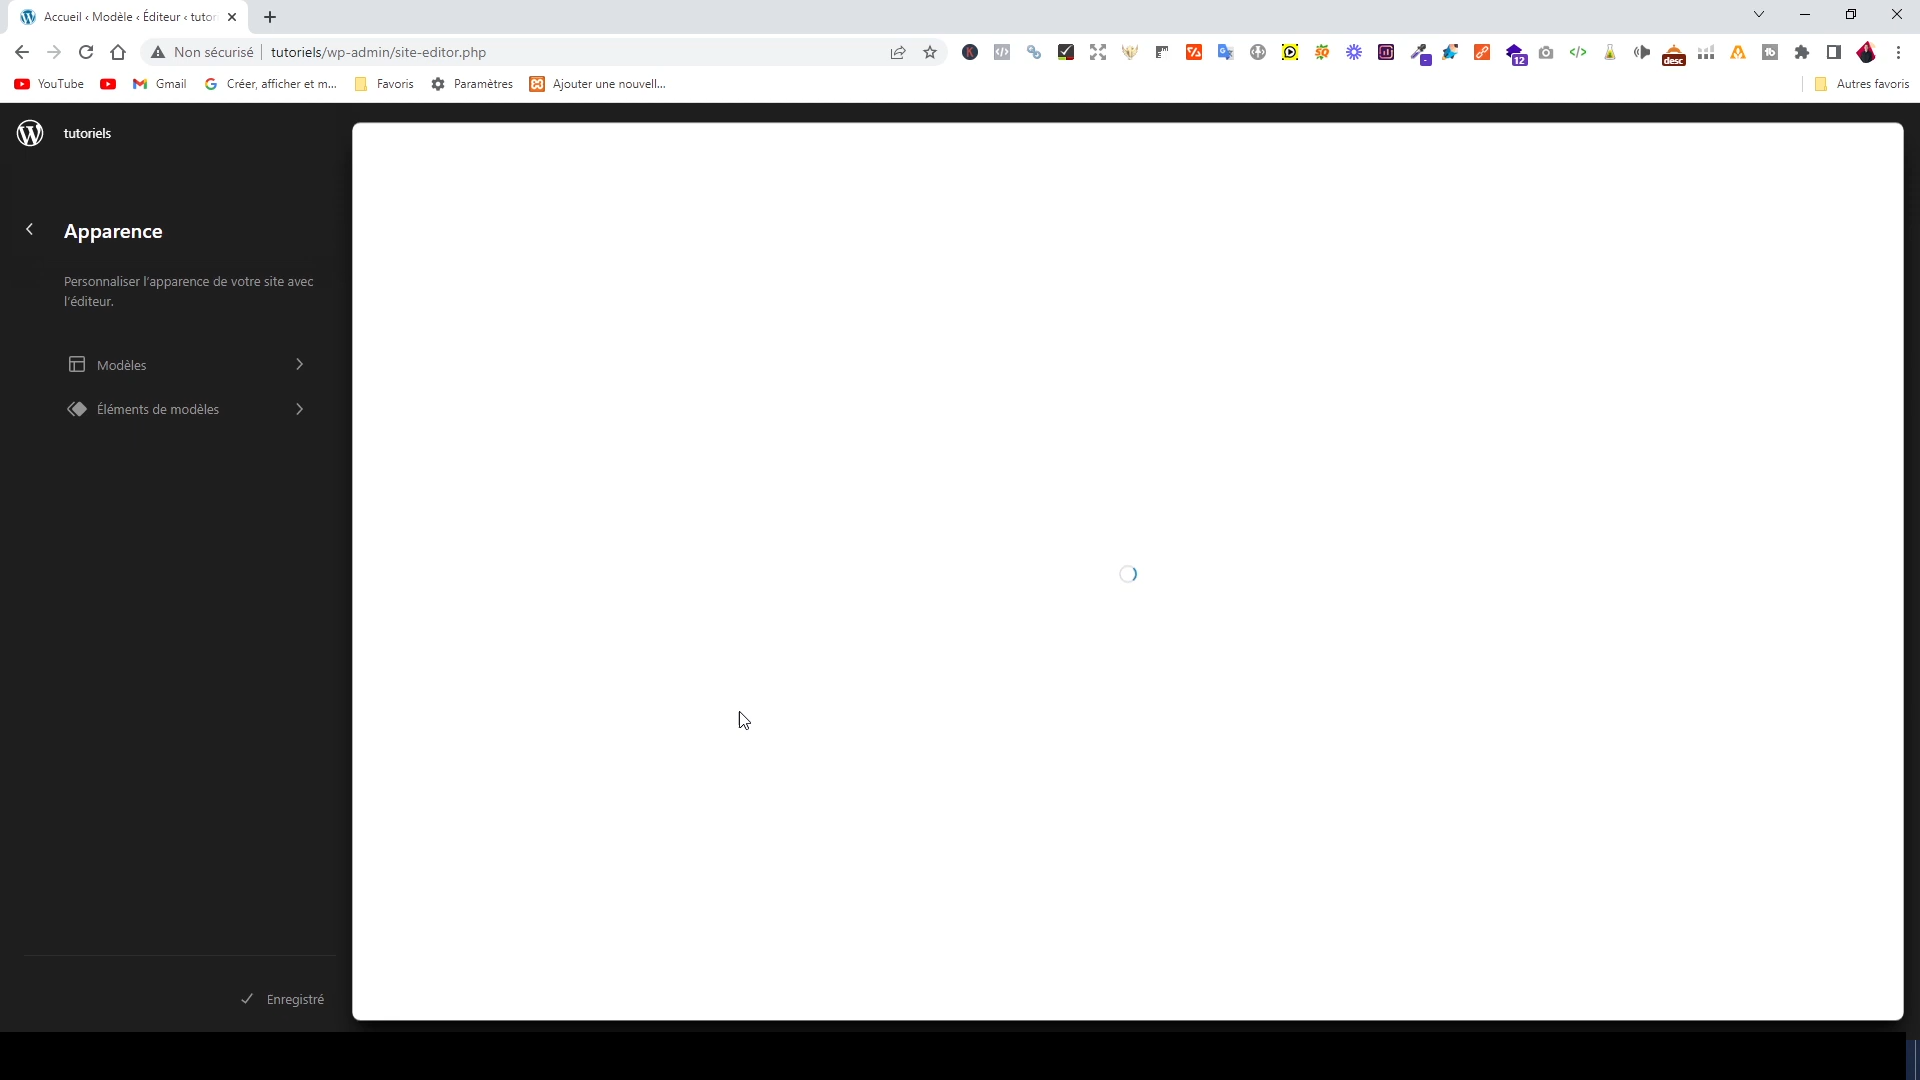 Accueil ‹ Modèle ‹ Éditeur ‹ tutor
Non sécurisé
tutoriels/wp-admin/site-editor.php
12
desc
YouTube
Gmail
Créer, afficher et m...
Favoris
Paramètres
Ajouter une nouvell...
Autres favoris
tutoriels
Apparence
Personnaliser l'apparence de votre site avec
l'éditeur.
Modèles
Éléments de modèles
Enregistré